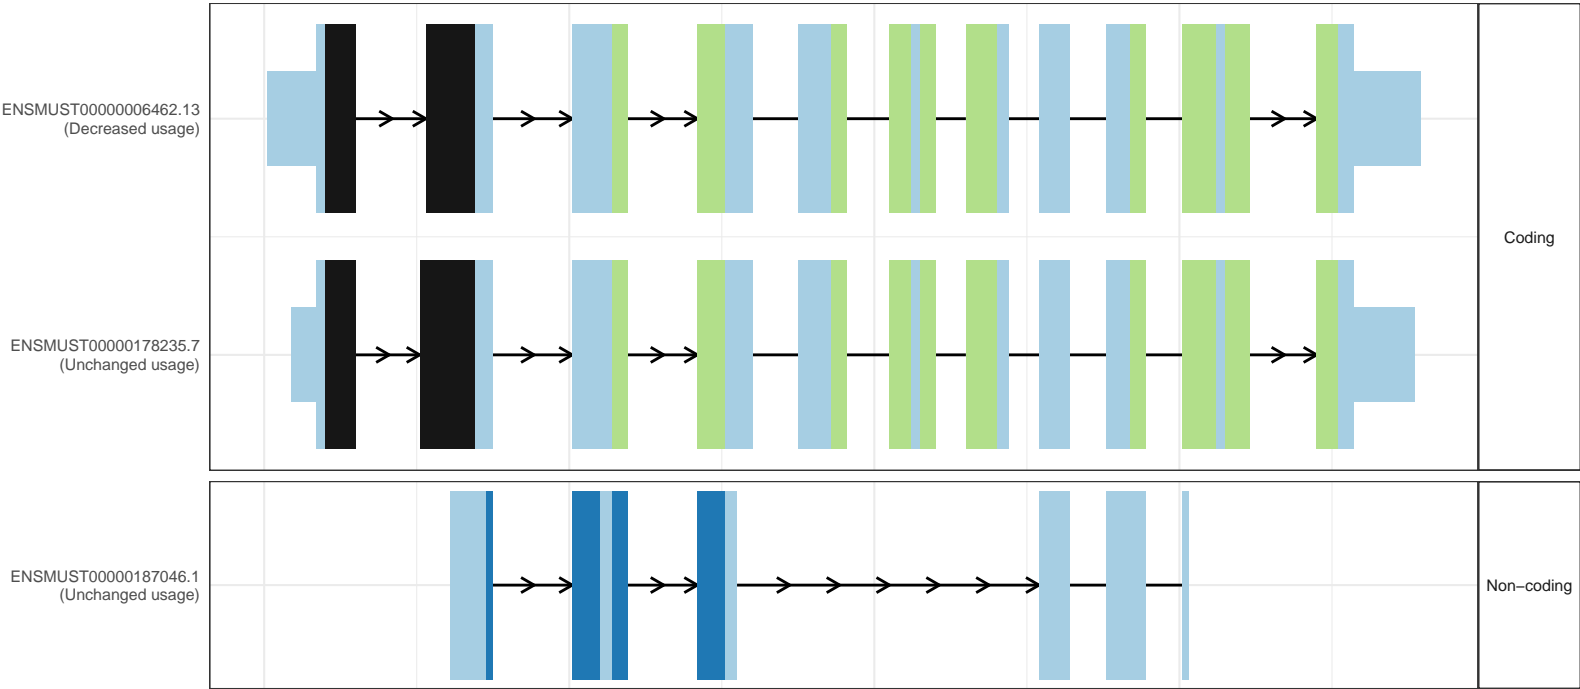 ENSMUST00000006462.13
(Decreased usage)
Coding
ENSMUST00000178235.7
(Unchanged usage)
ENSMUST00000187046.1
(Unchanged usage)
Non−coding